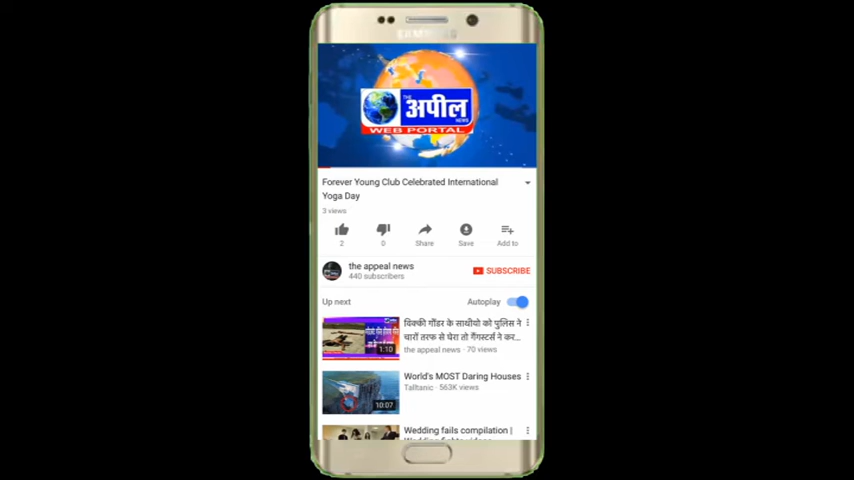 SAMSUNG
THE
अपील
NEWS
WEB PORTAL
Forever Young Club Celebrated International
Yoga Day
3 views
2
0
Share
Save
Add to
the appeal news
440 subscribers
SUBSCRIBE
Up next
Autoplay
विक्की गौंडर के साथीयो को पुलिस ने
चारों तरफ से घेरा तो गैंगस्टर्स ने कर...
the appeal news · 70 views
1:10
World's MOST Daring Houses
Talltanic · 563K views
10:07
Wedding fails compilation |